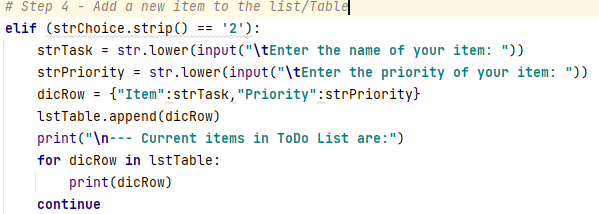 # Step 4 - Add a new item to the list/Table
elif (strChoice.strip() == '2'):
    strTask = str.lower(input("\tEnter the name of your item: "))
    strPriority = str.lower(input("\tEnter the priority of your item: "))
    dicRow = {"Item":strTask,"Priority":strPriority}
    lstTable.append(dicRow)
    print("\n--- Current items in ToDo List are:")
    for dicRow in lstTable:
        print(dicRow)
    continue